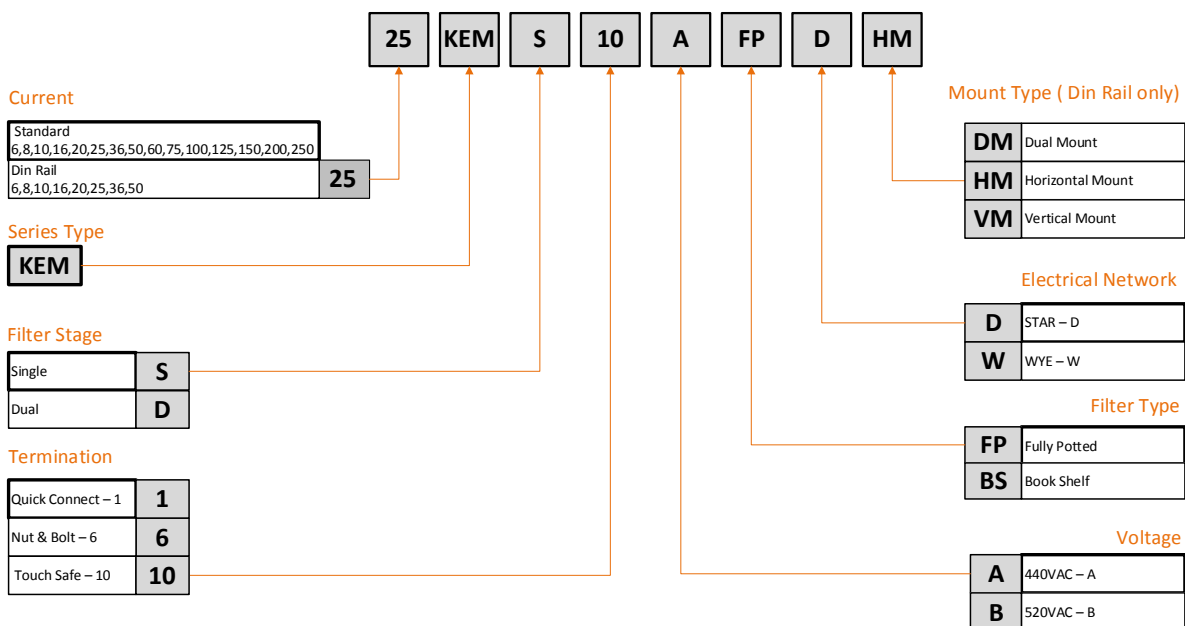 25 KEM S 10 A FP D HM
Current
Standard
6,8,10,16,20,25,36,50,60,75,100,125,150,200,250
Din Rail
6,8,10,16,20,25,36,50
25
Series Type
KEM
Filter Stage
Single S
Dual D
Termination
Quick Connect – 1 1
Nut & Bolt – 6 6
Touch Safe – 10 10
Mount Type ( Din Rail only)
DM Dual Mount
HM Horizontal Mount
VM Vertical Mount
Electrical Network
D STAR – D
W WYE – W
Filter Type
FP Fully Potted
BS Book Shelf
Voltage
A 440VAC – A
B 520VAC – B